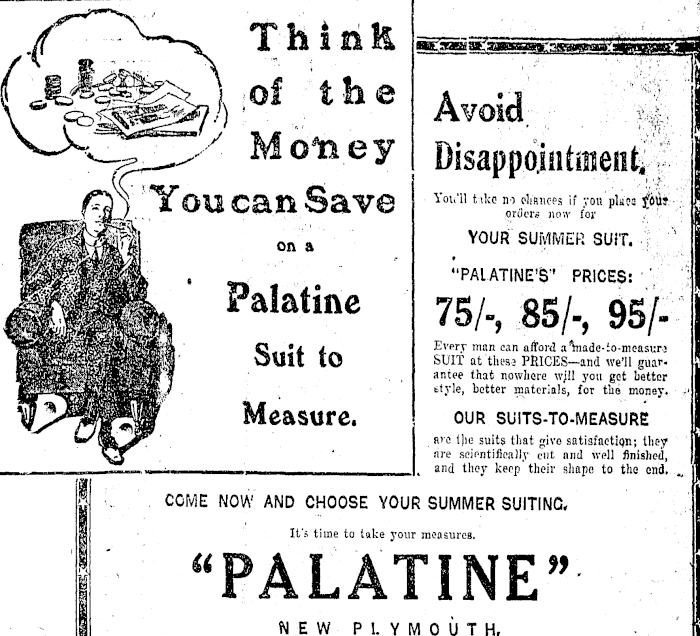 Think
of the
Money
You can Save
on a
Palatine
Suit to
Measure.
Avoid
Disappointment.
You'll take no chances if you place your
orders now for
YOUR SUMMER SUIT.
"PALATINE'S" PRICES:
75/-, 85/-, 95/-
Every man can afford a made-to-measure
SUIT at these PRICES—and we'll guar-
antee that nowhere will you get better
style, better materials, for the money.
OUR SUITS-TO-MEASURE
are the suits that give satisfaction; they
are scientifically cut and well finished,
and they keep their shape to the end.
COME NOW AND CHOOSE YOUR SUMMER SUITING.
It's time to take your measures.
"PALATINE"
NEW PLYMOUTH.